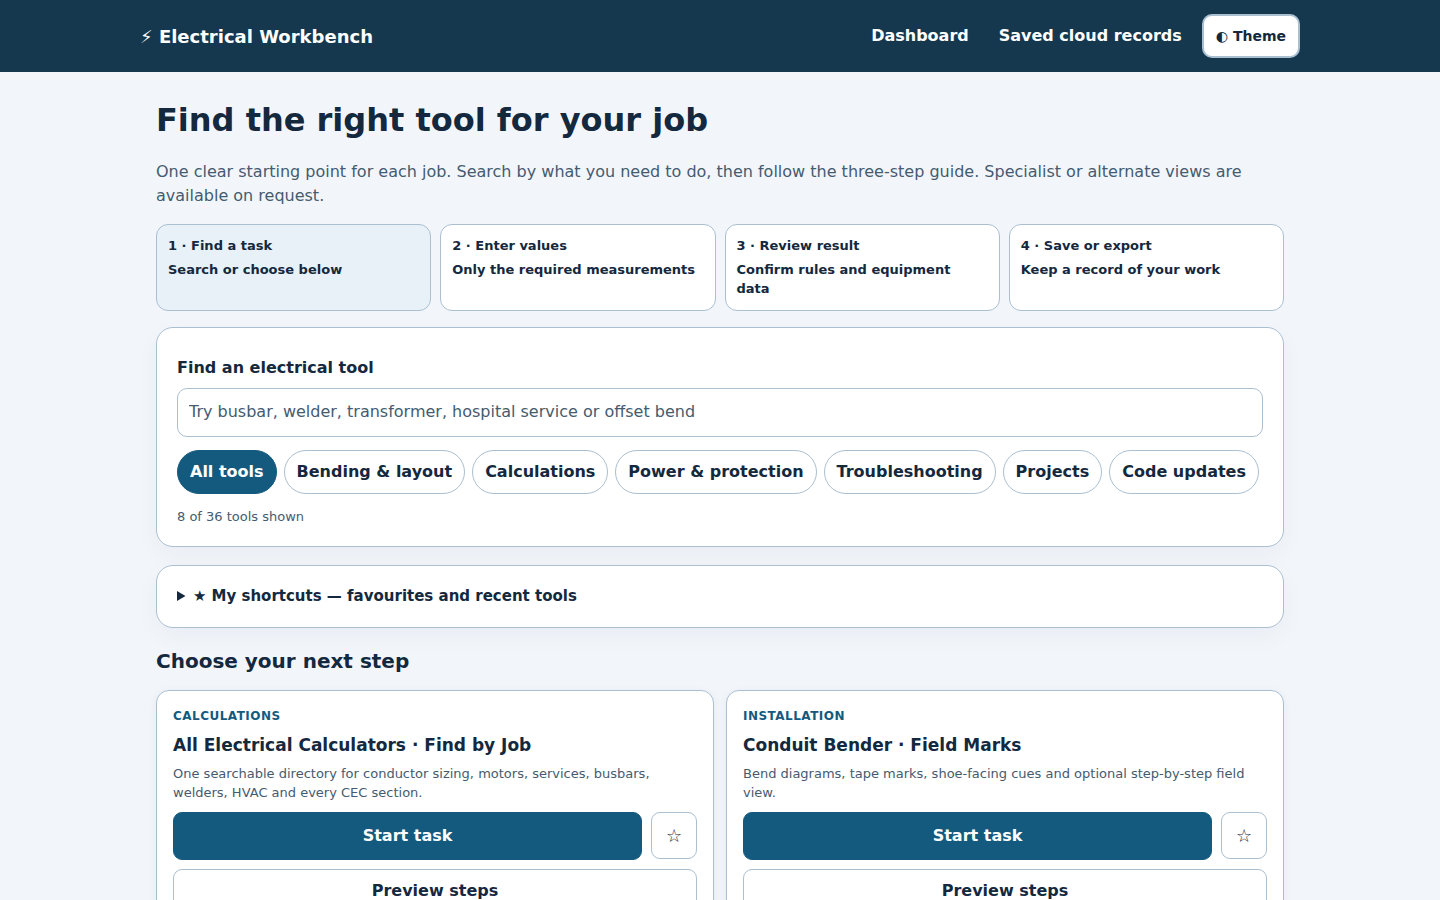 ⚡ Electrical Workbench
Dashboard
Saved cloud records
◐ Theme
Find the right tool for your job
One clear starting point for each job. Search by what you need to do, then follow the three-step guide. Specialist or alternate views are
available on request.
1 · Find a task
Search or choose below
2 · Enter values
Only the required measurements
3 · Review result
Confirm rules and equipment
data
4 · Save or export
Keep a record of your work
Find an electrical tool
Try busbar, welder, transformer, hospital service or offset bend
All tools
Bending & layout
Calculations
Power & protection
Troubleshooting
Projects
Code updates
8 of 36 tools shown
▶ ★ My shortcuts — favourites and recent tools
Choose your next step
CALCULATIONS
All Electrical Calculators · Find by Job
One searchable directory for conductor sizing, motors, services, busbars,
welders, HVAC and every CEC section.
Start task
☆
Preview steps
INSTALLATION
Conduit Bender · Field Marks
Bend diagrams, tape marks, shoe-facing cues and optional step-by-step field
view.
Start task
☆
Preview steps